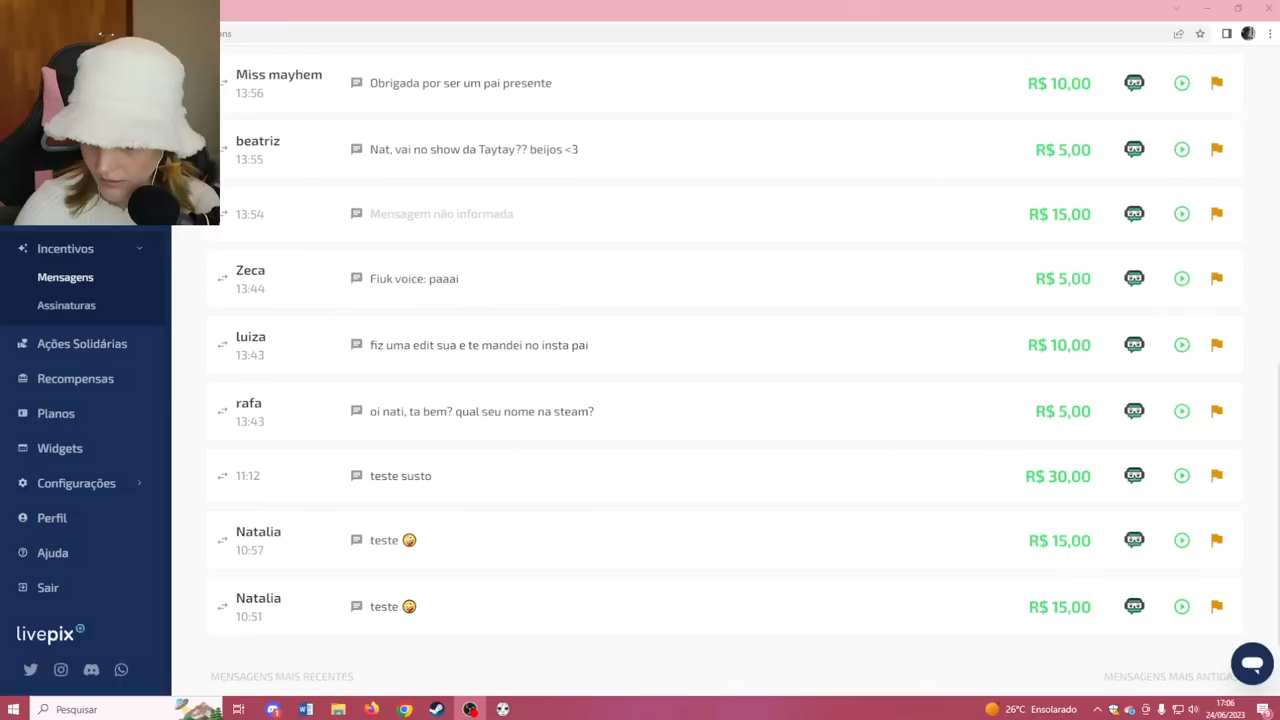 ons
Miss mayhem
13:56
Obrigada por ser um pai presente
R$ 10,00
beatriz
13:55
Nat, vai no show da Taytay?? beijos <3
R$ 5,00
13:54
Mensagem não informada
R$ 15,00
Zeca
13:44
Fiuk voice: paaai
R$ 5,00
luiza
13:43
fiz uma edit sua e te mandei no insta pai
R$ 10,00
rafa
13:43
oi nati, ta bem? qual seu nome na steam?
R$ 5,00
11:12
teste susto
R$ 30,00
Natalia
10:57
teste 🤪
R$ 15,00
Natalia
10:51
teste 🤪
R$ 15,00
MENSAGENS MAIS RECENTES
MENSAGENS MAIS ANTIGA
Incentivos
Mensagens
Assinaturas
Ações Solidárias
Recompensas
Planos
Widgets
Configurações
Perfil
Ajuda
Sair
livepix
Pesquisar
26°C Ensolarado
17:06
24/06/2023